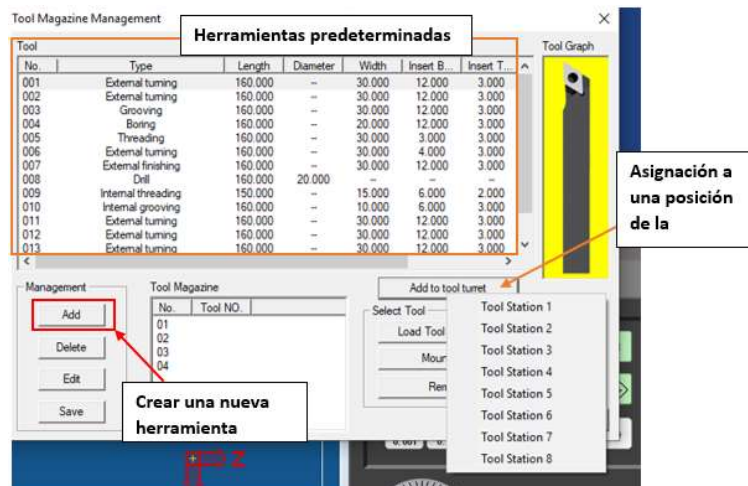 Tool Magazine Management
Herramientas predeterminadas
Tool
Tool Graph
No. Type Length Diameter Width Insert B... Insert T...
001 External turning 160.000 – 30.000 12.000 3.000
002 External turning 160.000 – 30.000 12.000 3.000
003 Grooving 160.000 – 30.000 12.000 3.000
004 Boring 160.000 – 20.000 12.000 3.000
005 Threading 160.000 – 30.000 3.000 3.000
006 External turning 160.000 – 30.000 4.000 3.000
007 External finishing 160.000 – 30.000 12.000 3.000
008 Drill 160.000 20.000 – – –
009 Internal threading 150.000 – 15.000 6.000 2.000
010 Internal grooving 160.000 – 10.000 6.000 3.000
011 External turning 160.000 – 30.000 12.000 3.000
012 External turning 160.000 – 30.000 12.000 3.000
013 External turning 160.000 – 30.000 12.000 3.000
Asignación a
una posición
de la
Management
Add
Delete
Edit
Save
Tool Magazine
No. Tool NO.
01
02
03
04
Crear una nueva
herramienta
Add to tool turret
Select Tool
Load Tool
Tool Station 1
Tool Station 2
Tool Station 3
Tool Station 4
Tool Station 5
Tool Station 6
Tool Station 7
Tool Station 8
Z